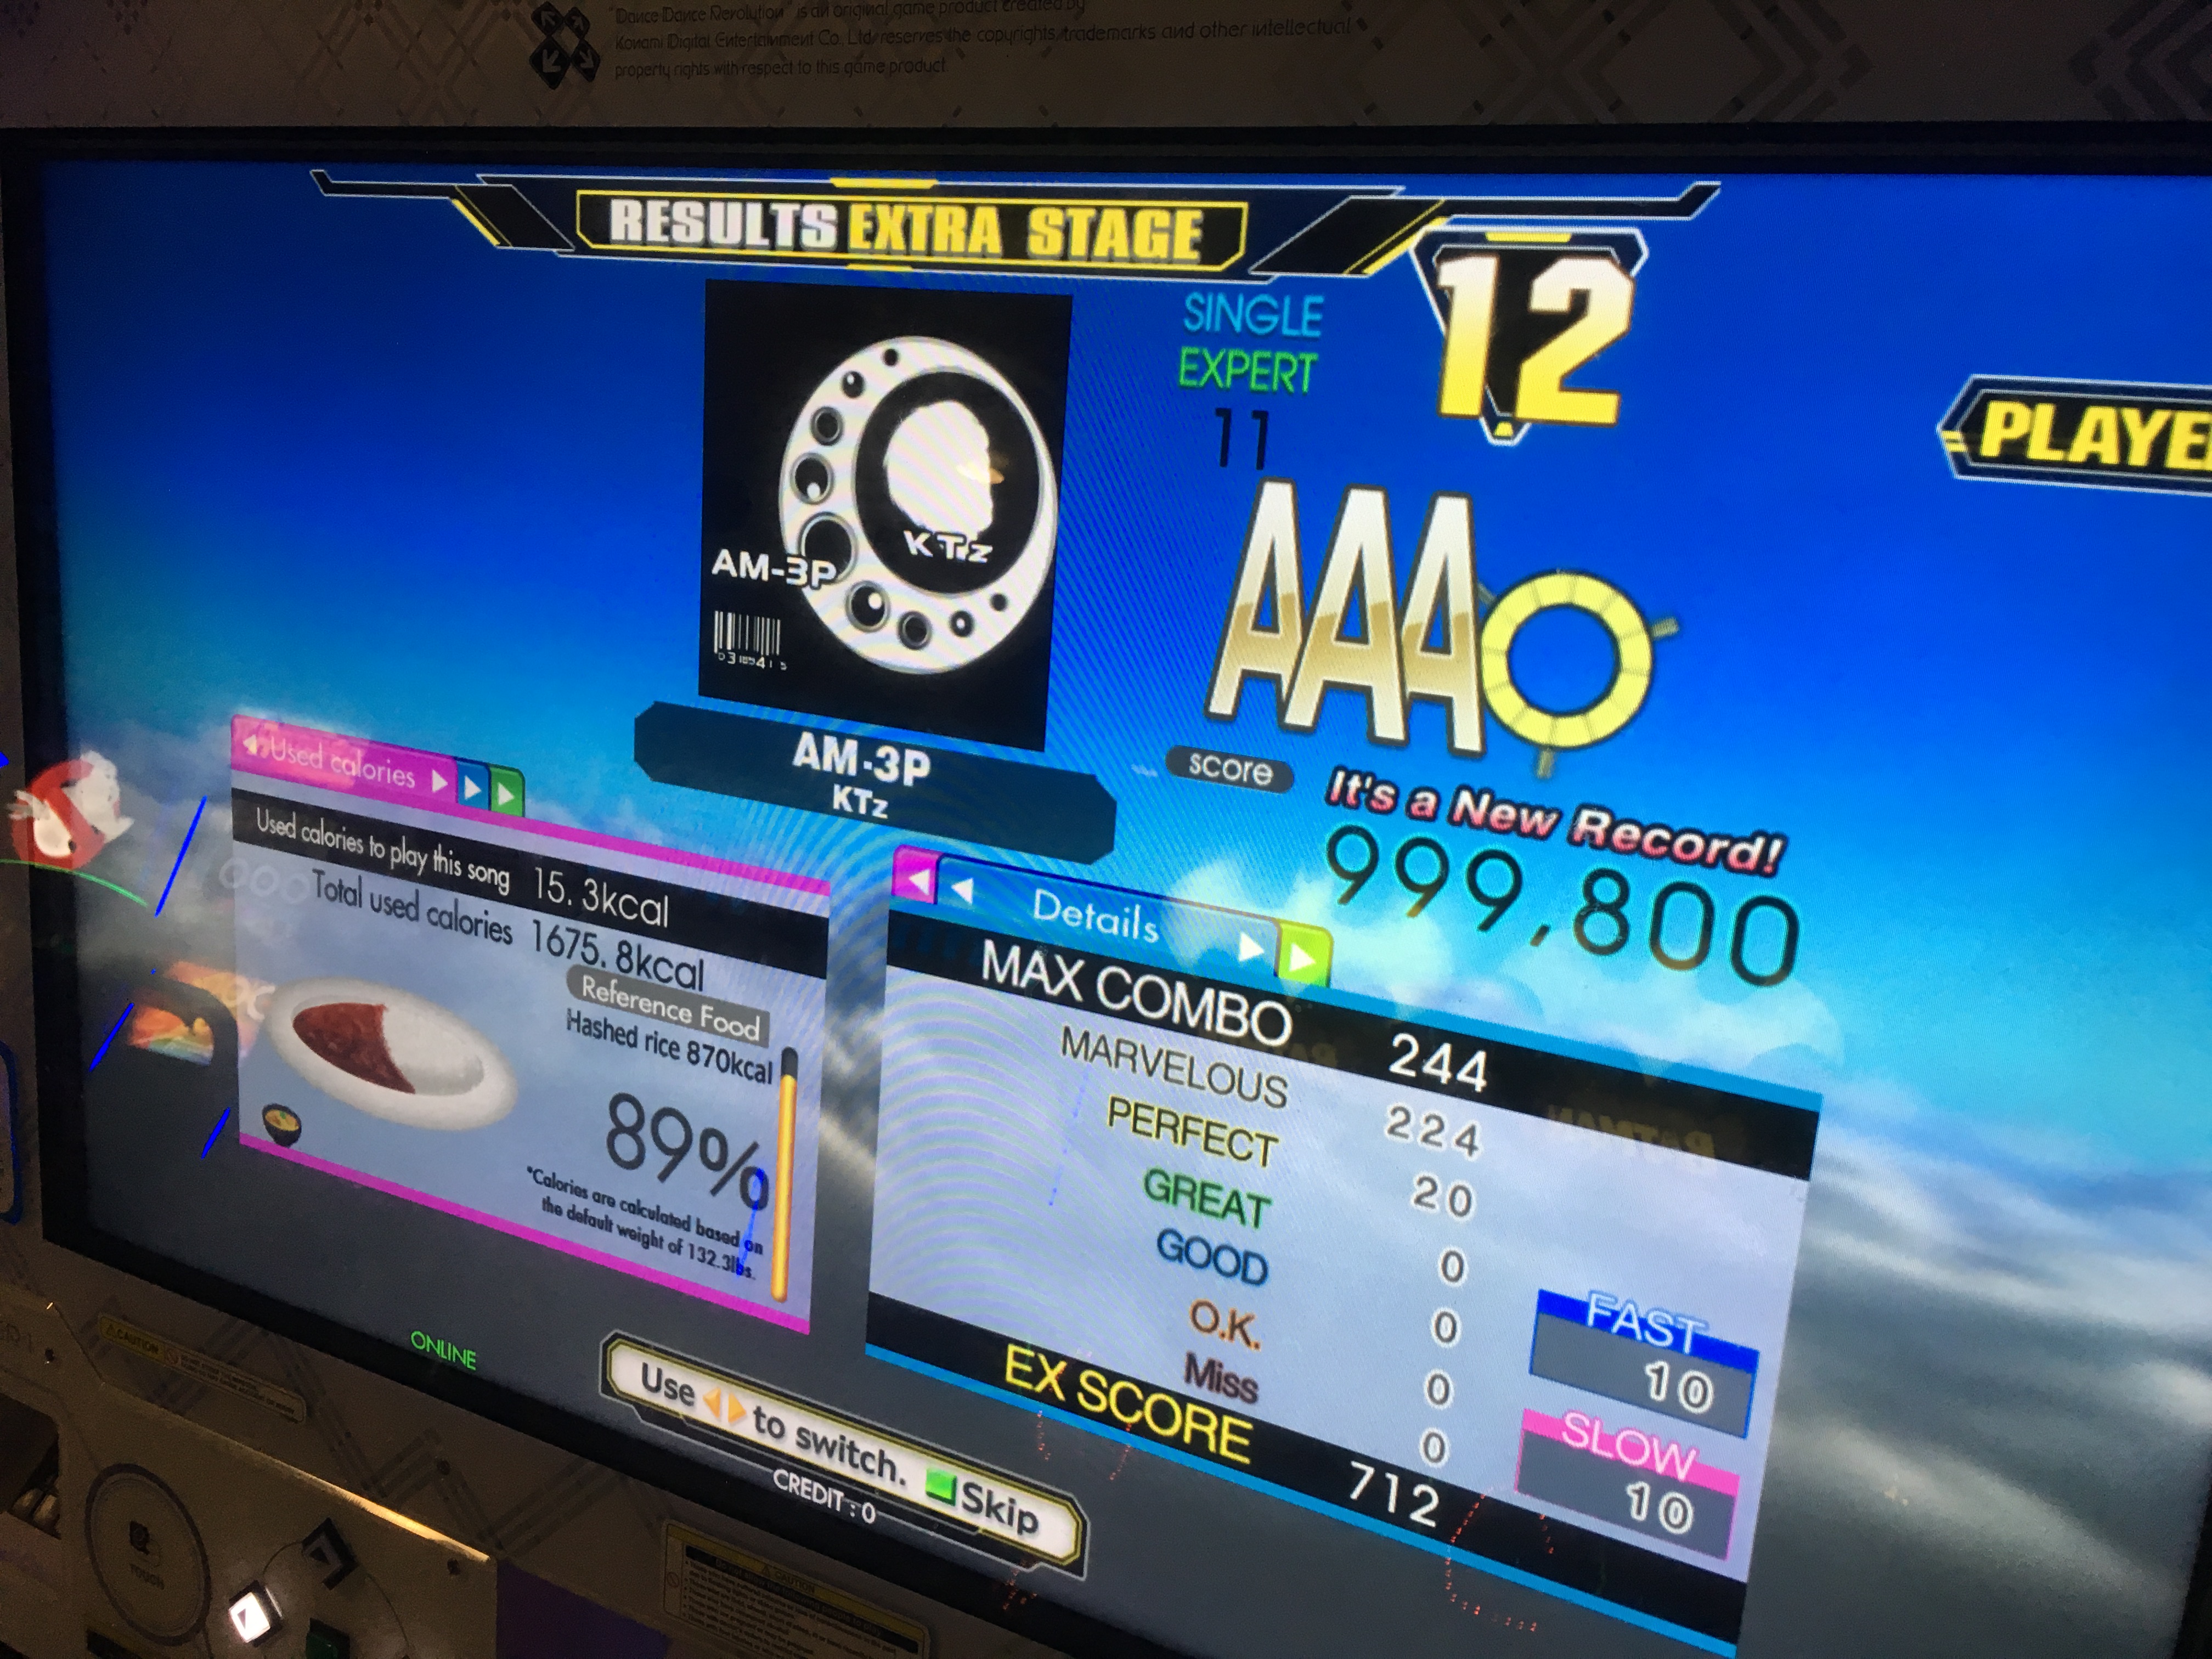 "Dance Dance Revolution" is an original game product created by
Konami Digital Entertainment Co., Ltd. reserves the copyrights, trademarks and other intellectual
property rights with respect to this game product.
RESULTS EXTRA STAGE
12
SINGLE
EXPERT
11
PLAYE
KTz
AM-3P
AAA
AM-3P
KTz
score
It's a New Record!
999,800
Used calories
Used calories to play this song 15.3kcal
Total used calories 1675.8kcal
Reference Food
Hashed rice 870kcal
89%
*Calories are calculated based on
the default weight of 132.3lbs.
Details
MAX COMBO 244
MARVELOUS 224
PERFECT 20
GREAT 0
GOOD 0
O.K. 0
Miss 0
EX SCORE 712
FAST
10
SLOW
10
ONLINE
Use to switch. Skip
CREDIT : 0
CAUTION
CAUTION